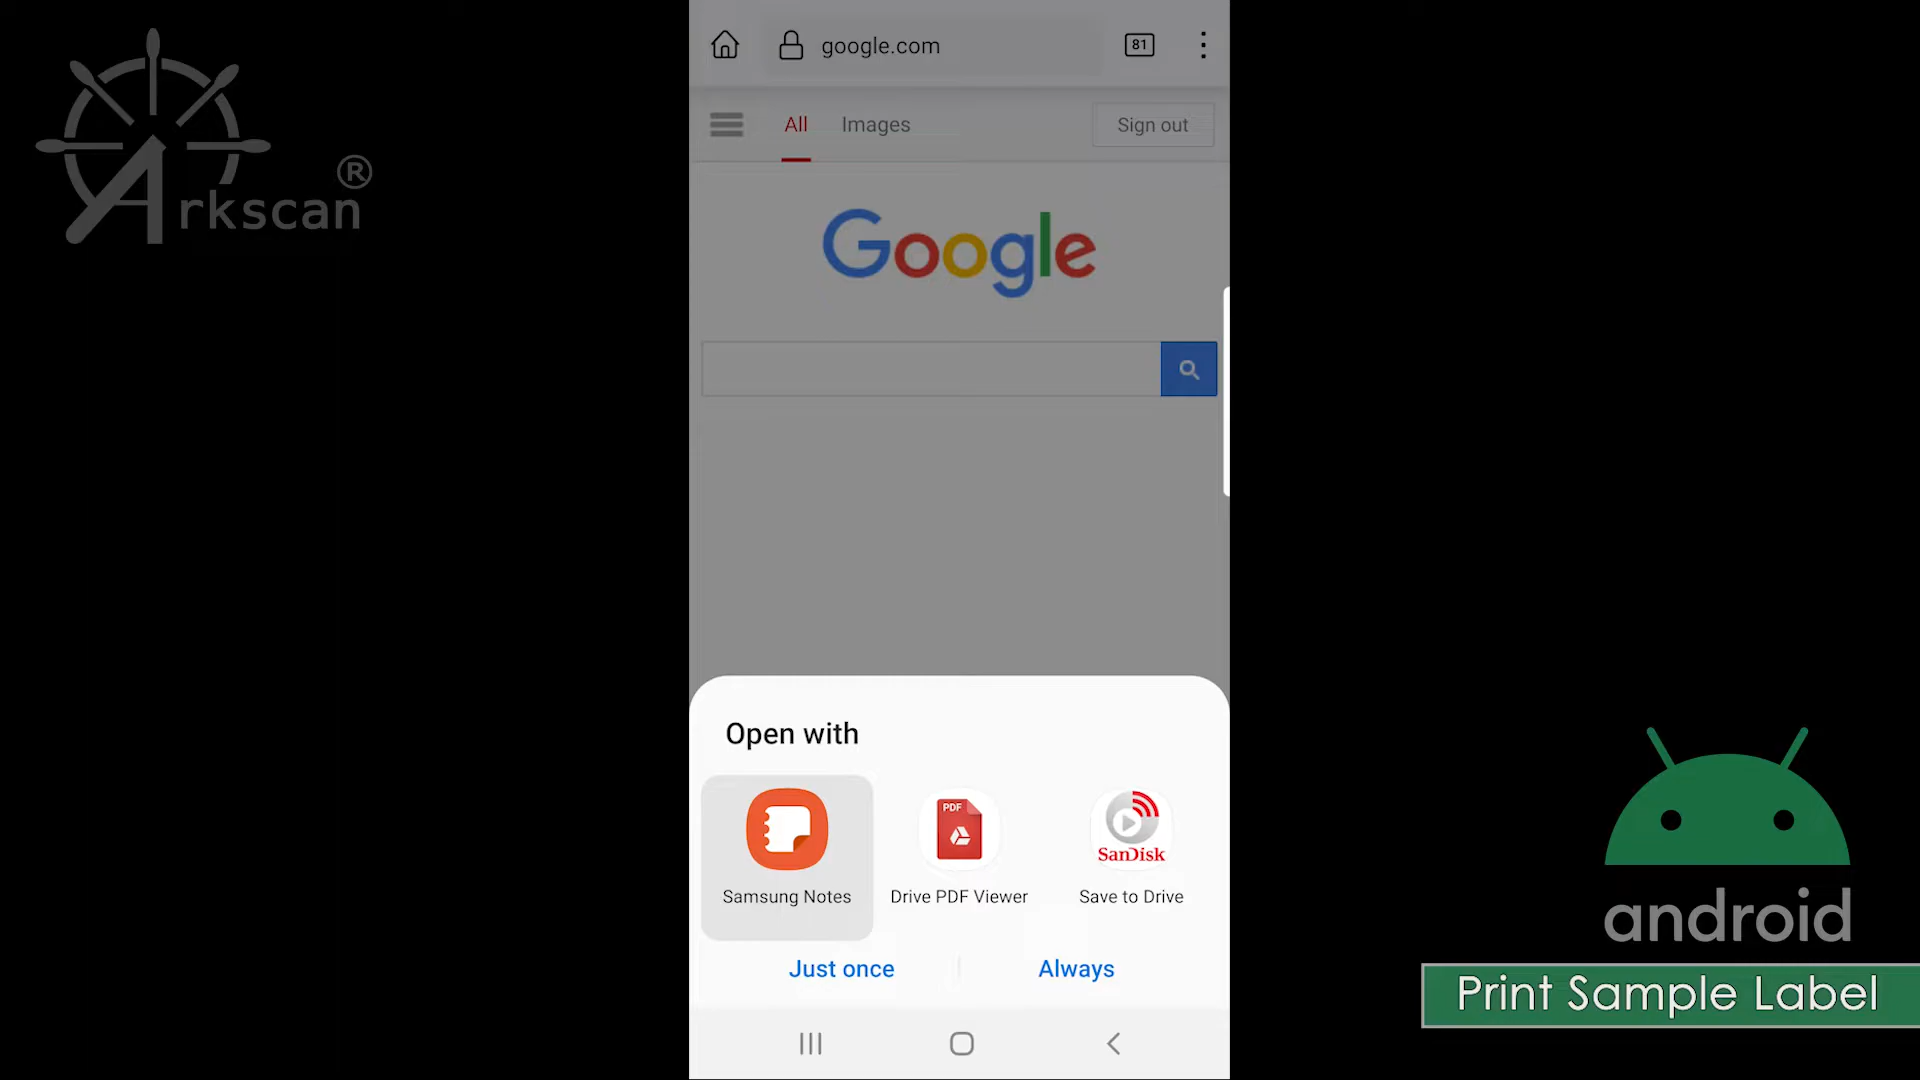 Arkscan®
google.com
81
All
Images
Sign out
Google
Open with
PDF
SanDisk
Samsung Notes
Drive PDF Viewer
Save to Drive
Just once
Always
android
Print Sample Label